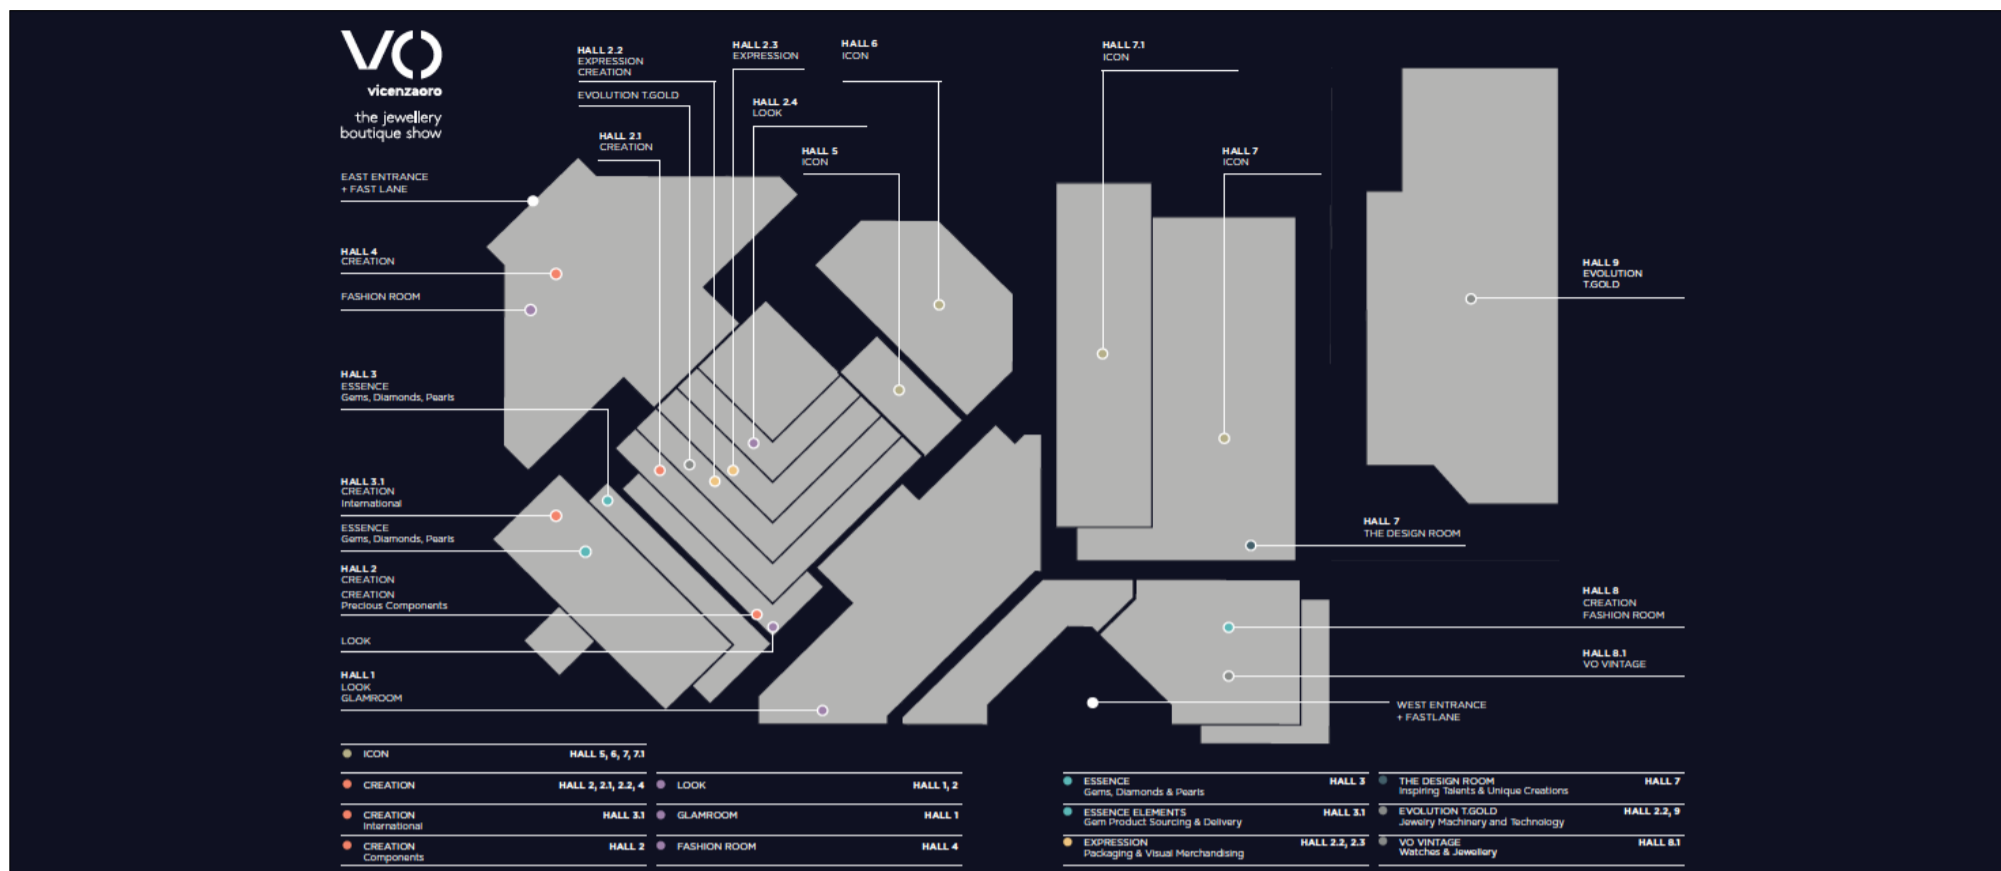 VO
vicenzaoro
the jewellery
boutique show
HALL 2.2
EXPRESSION
CREATION
EVOLUTION T.GOLD
HALL 2.1
CREATION
HALL 2.3
EXPRESSION
HALL 2.4
LOOK
HALL 6
ICON
HALL 5
ICON
HALL 7.1
ICON
HALL 7
ICON
EAST ENTRANCE
+ FAST LANE
HALL 4
CREATION
FASHION ROOM
HALL 3
ESSENCE
Gems, Diamonds, Pearls
HALL 3.1
CREATION
International
ESSENCE
Gems, Diamonds, Pearls
HALL 2
CREATION
CREATION
Precious Components
LOOK
HALL 1
LOOK
GLAMROOM
HALL 9
EVOLUTION
T.GOLD
HALL 7
THE DESIGN ROOM
HALL 8
CREATION
FASHION ROOM
HALL 8.1
VO VINTAGE
WEST ENTRANCE
+ FASTLANE
ICON HALL 5, 6, 7, 7.1
CREATION HALL 2, 2.1, 2.2, 4
CREATION HALL 3.1
International
CREATION HALL 2
Components
LOOK HALL 1, 2
GLAMROOM HALL 1
FASHION ROOM HALL 4
ESSENCE HALL 3
Gems, Diamonds & Pearls
ESSENCE ELEMENTS HALL 3.1
Gem Product Sourcing & Delivery
EXPRESSION HALL 2.2, 2.3
Packaging & Visual Merchandising
THE DESIGN ROOM HALL 7
Inspiring Talents & Unique Creations
EVOLUTION T.GOLD HALL 2.2, 9
Jewelry Machinery and Technology
VO VINTAGE HALL 8.1
Watches & Jewellery